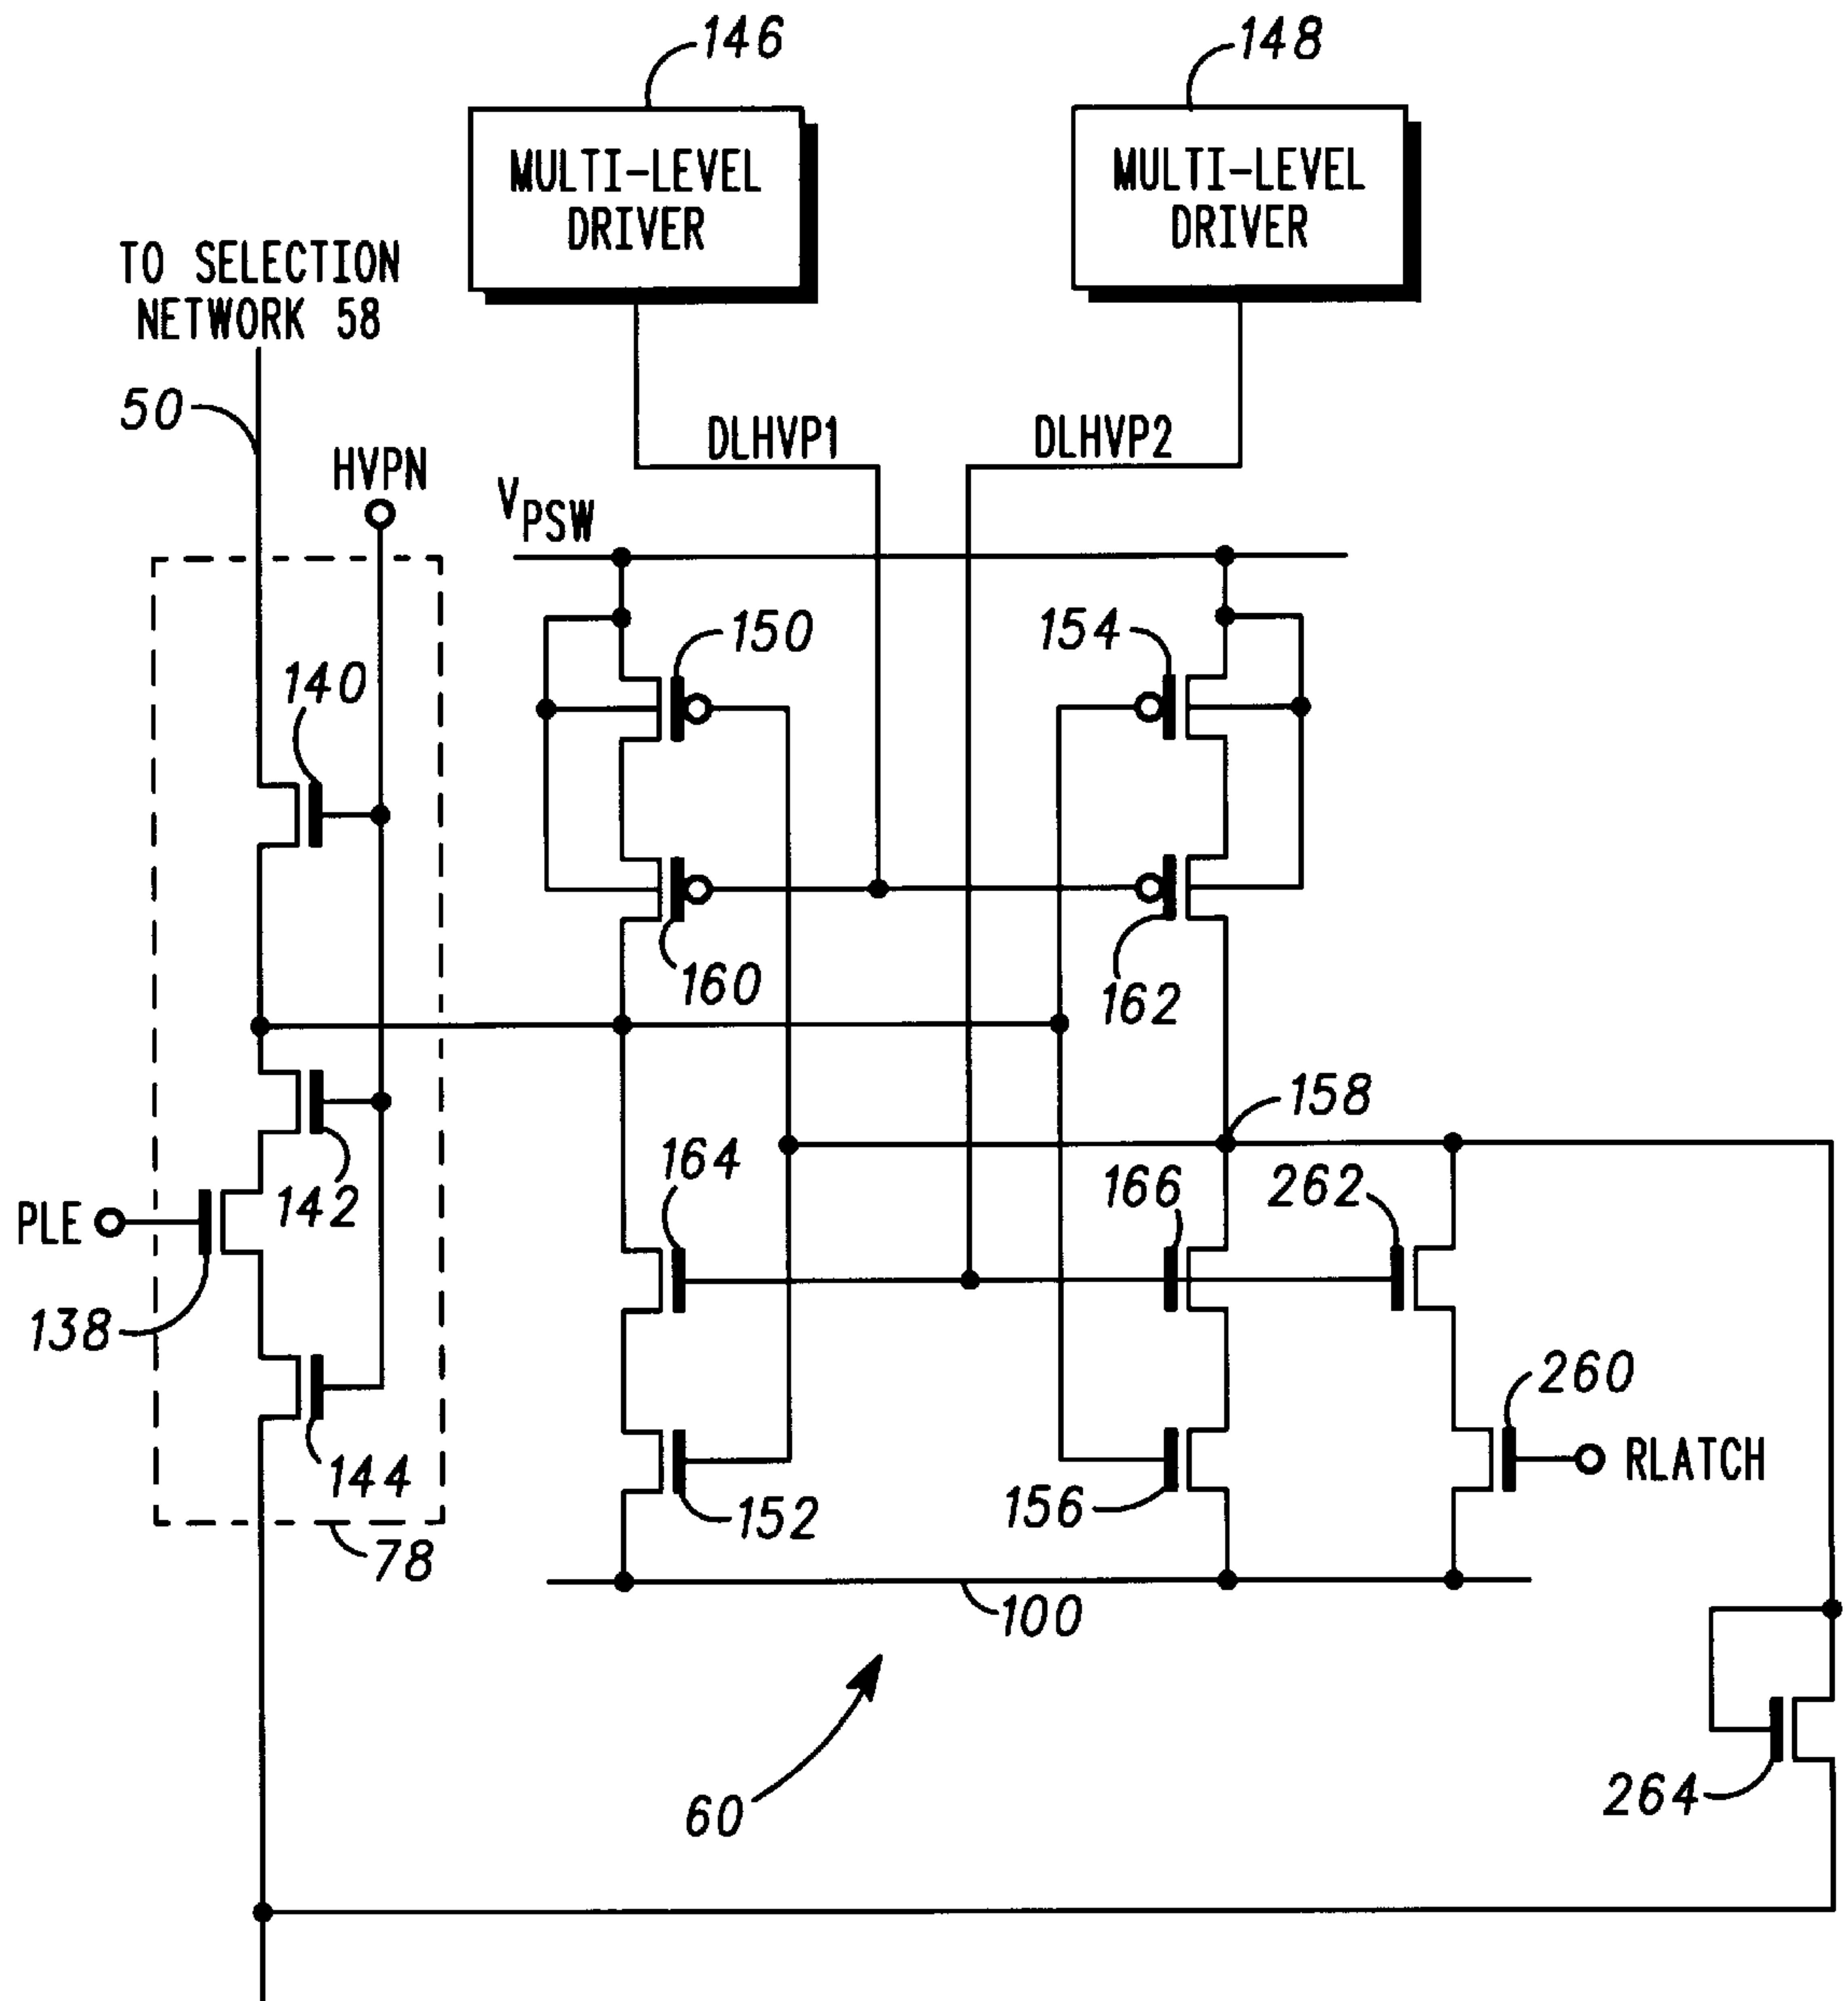 146
148
MULTI-LEVEL
DRIVER
MULTI-LEVEL
DRIVER
TO SELECTION
NETWORK 58
50
DLHVP1
DLHVP2
HVPN
VPSW
150
154
140
160
162
158
164
166
262
142
PLE
138
260
144
RLATCH
152
156
78
100
60
264